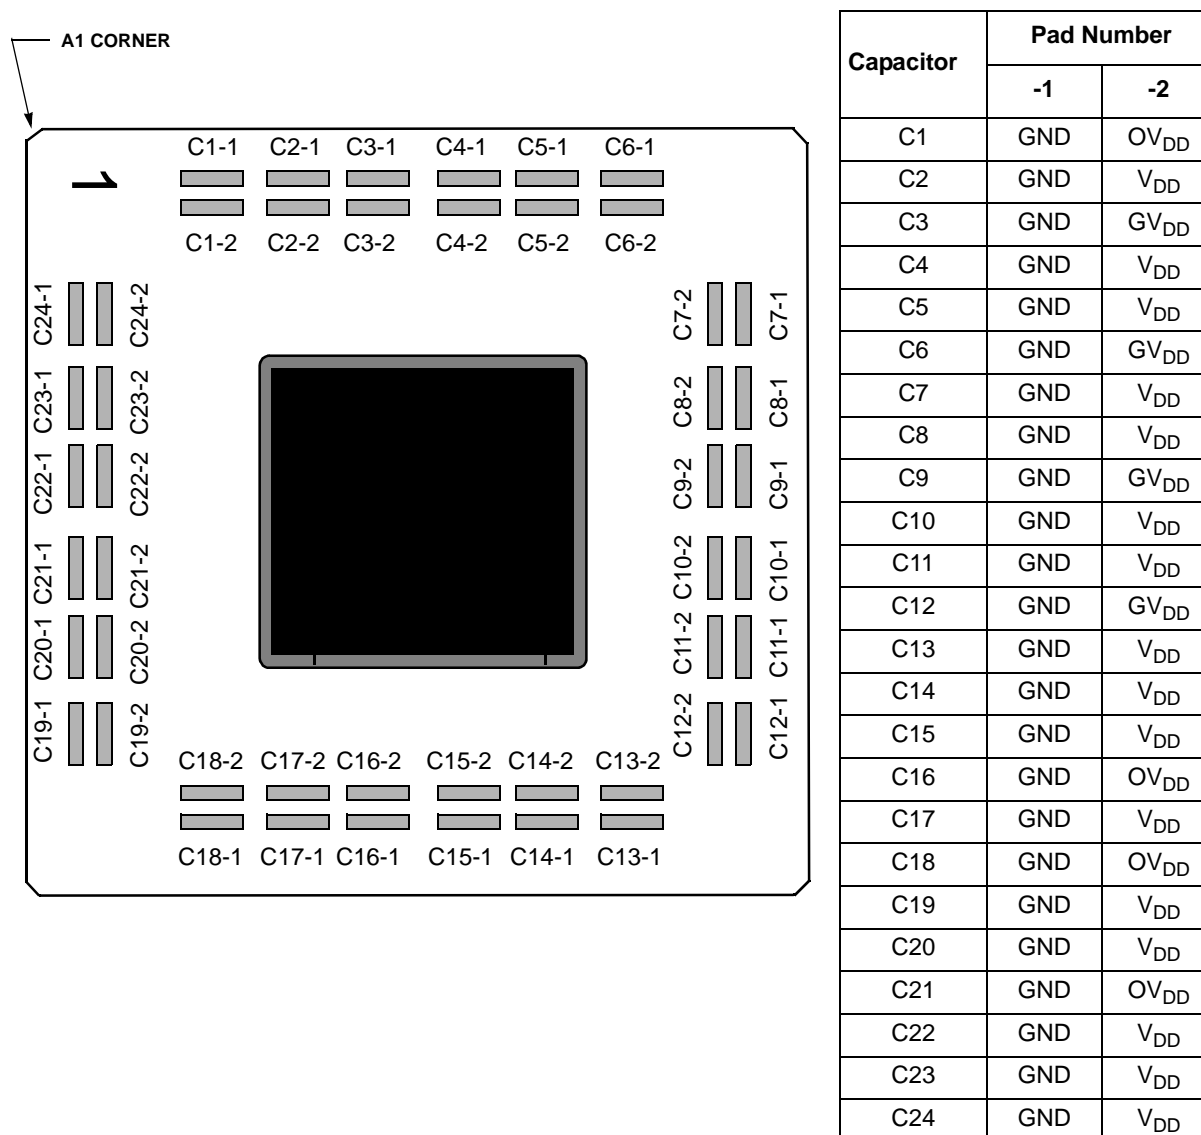 A1 CORNER
1
C1-1 C2-1 C3-1 C4-1 C5-1 C6-1
C1-2 C2-2 C3-2 C4-2 C5-2 C6-2
C24-1 C24-2 C7-2 C7-1
C23-1 C23-2 C8-2 C8-1
C22-1 C22-2 C9-2 C9-1
C21-1 C21-2 C10-2 C10-1
C20-1 C20-2 C11-2 C11-1
C19-1 C19-2 C12-2 C12-1
C18-2 C17-2 C16-2 C15-2 C14-2 C13-2
C18-1 C17-1 C16-1 C15-1 C14-1 C13-1
Capacitor Pad Number
-1 -2
C1 GND OVDD
C2 GND VDD
C3 GND GVDD
C4 GND VDD
C5 GND VDD
C6 GND GVDD
C7 GND VDD
C8 GND VDD
C9 GND GVDD
C10 GND VDD
C11 GND VDD
C12 GND GVDD
C13 GND VDD
C14 GND VDD
C15 GND VDD
C16 GND OVDD
C17 GND VDD
C18 GND OVDD
C19 GND VDD
C20 GND VDD
C21 GND OVDD
C22 GND VDD
C23 GND VDD
C24 GND VDD